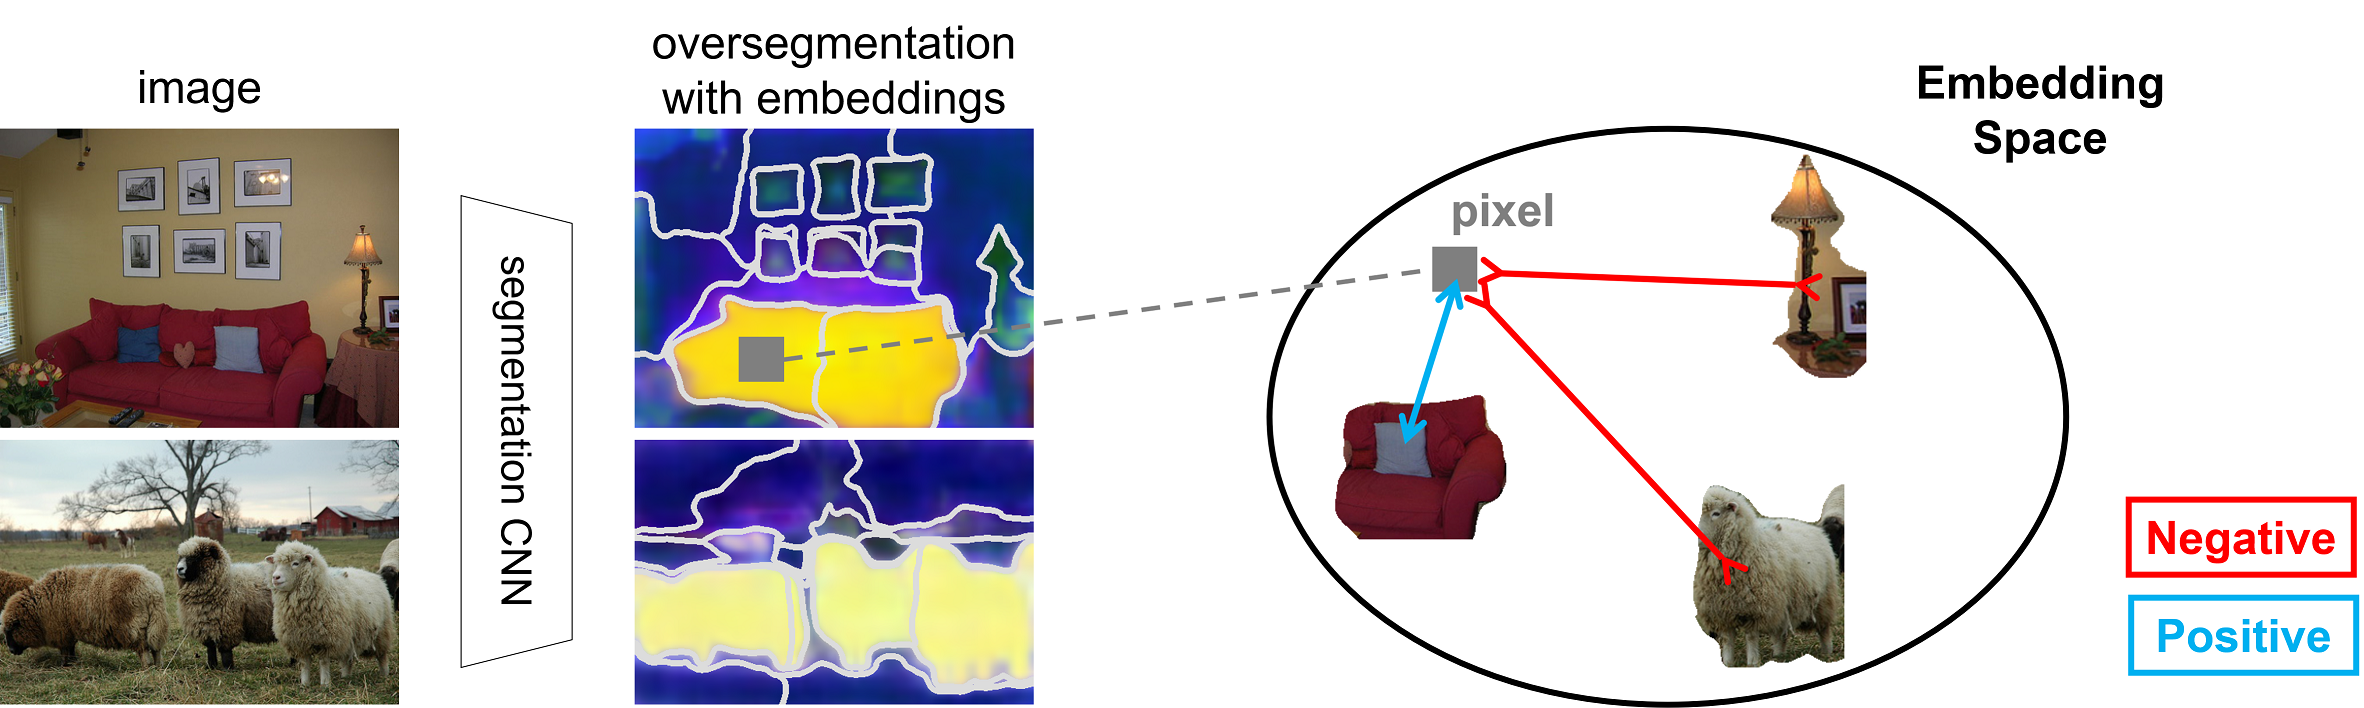 image
oversegmentation
with embeddings
segmentation CNN
Embedding
Space
pixel
Negative
Positive